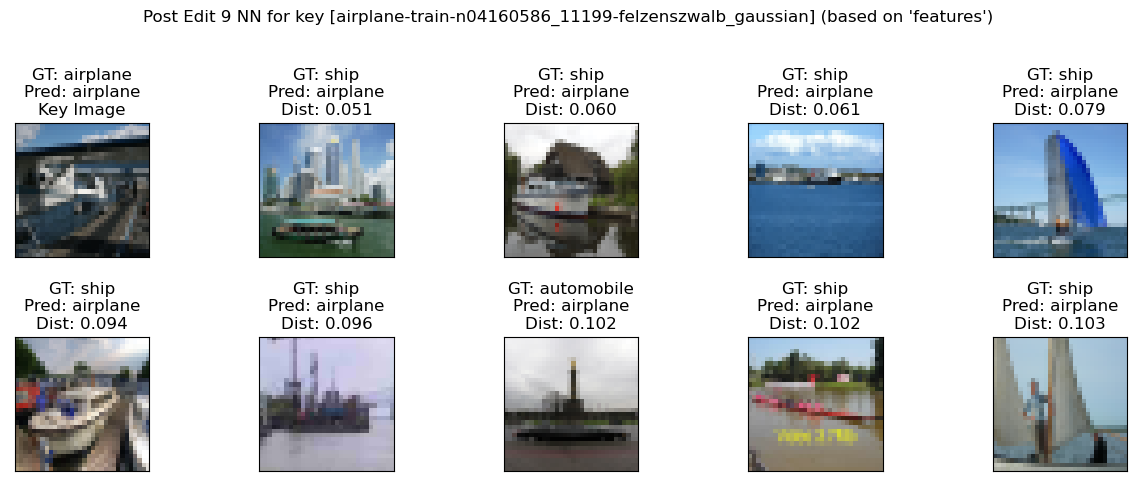 Post Edit 9 NN for key [airplane-train-n04160586_11199-felzenszwalb_gaussian] (based on 'features')
GT: airplane
Pred: airplane
Key Image
GT: ship
Pred: airplane
Dist: 0.051
GT: ship
Pred: airplane
Dist: 0.060
GT: ship
Pred: airplane
Dist: 0.061
GT: ship
Pred: airplane
Dist: 0.079
GT: ship
Pred: airplane
Dist: 0.094
GT: ship
Pred: airplane
Dist: 0.096
GT: automobile
Pred: airplane
Dist: 0.102
GT: ship
Pred: airplane
Dist: 0.102
GT: ship
Pred: airplane
Dist: 0.103